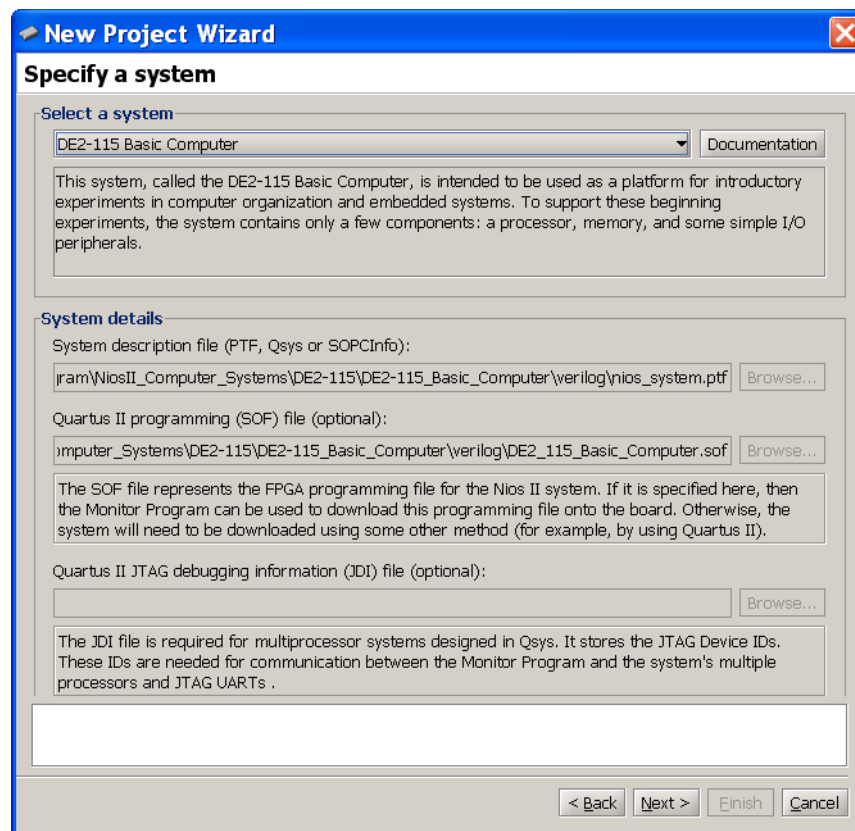 New Project Wizard
Specify a system
Select a system
DE2-115 Basic Computer
Documentation
This system, called the DE2-115 Basic Computer, is intended to be used as a platform for introductory
experiments in computer organization and embedded systems. To support these beginning
experiments, the system contains only a few components: a processor, memory, and some simple I/O
peripherals.
System details
System description file (PTF, Qsys or SOPCInfo):
ram\NiosII_Computer_Systems\DE2-115\DE2-115_Basic_Computer\verilog\nios_system.ptf
Browse...
Quartus II programming (SOF) file (optional):
mputer_Systems\DE2-115\DE2-115_Basic_Computer\verilog\DE2_115_Basic_Computer.sof
Browse...
The SOF file represents the FPGA programming file for the Nios II system. If it is specified here, then
the Monitor Program can be used to download this programming file onto the board. Otherwise, the
system will need to be downloaded using some other method (for example, by using Quartus II).
Quartus II JTAG debugging information (JDI) file (optional):
Browse...
The JDI file is required for multiprocessor systems designed in Qsys. It stores the JTAG Device IDs.
These IDs are needed for communication between the Monitor Program and the system's multiple
processors and JTAG UARTs .
< Back
Next >
Finish
Cancel